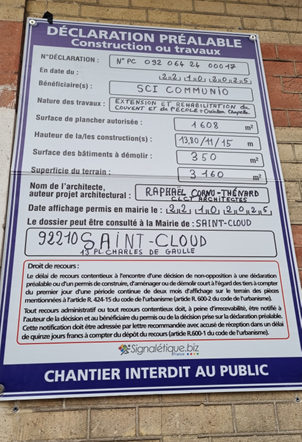 DÉCLARATION PRÉALABLE
Construction ou travaux
N°DÉCLARATION : N° PC 092 064 24 00017
En date du : 22, 10, 2025
Bénéficiaire(s) : SCI COMMUNIO
Nature des travaux : EXTENSION ET REHABILITATION du
COUVENT et de l'ECOLE + Création Chapelle
Surface de plancher autorisée : 1608 m²
Hauteur de la/les construction(s) : 13,80/11/15 m
Surface des bâtiments à démolir : 350 m²
Superficie du terrain : 3160 m²
Nom de l'architecte,
auteur projet architectural : RAPHAEL CORNU-THÉNARD
CLCT ARCHITECTES
Date affichage permis en mairie le : 22, 10, 2025,
Le dossier peut être consulté à la Mairie de : SAINT-CLOUD
92210 SAINT-CLOUD
13 PL CHARLES DE GAULLE
Droit de recours :
Le délai de recours contentieux à l'encontre d'une décision de non-opposition à une déclaration
préalable ou d'un permis de construire, d'aménager ou de démolir court à l'égard des tiers à compter
du premier jour d'une période continue de deux mois d'affichage sur le terrain des pièces
mentionnées à l'article R. 424-15 du code de l'urbanisme (article R. 600-2 du code de l'urbanisme).
Tout recours administratif ou tout recours contentieux doit, à peine d'irrecevabilité, être notifié à
l'auteur de la décision et au bénéficiaire du permis ou de la décision prise sur la déclaration préalable.
Cette notification doit être adressée par lettre recommandée avec accusé de réception dans un délai
de quinze jours francs à compter du dépôt du recours (article R.600-1 du code de l'urbanisme).
Signalétique.biz
France
CHANTIER INTERDIT AU PUBLIC